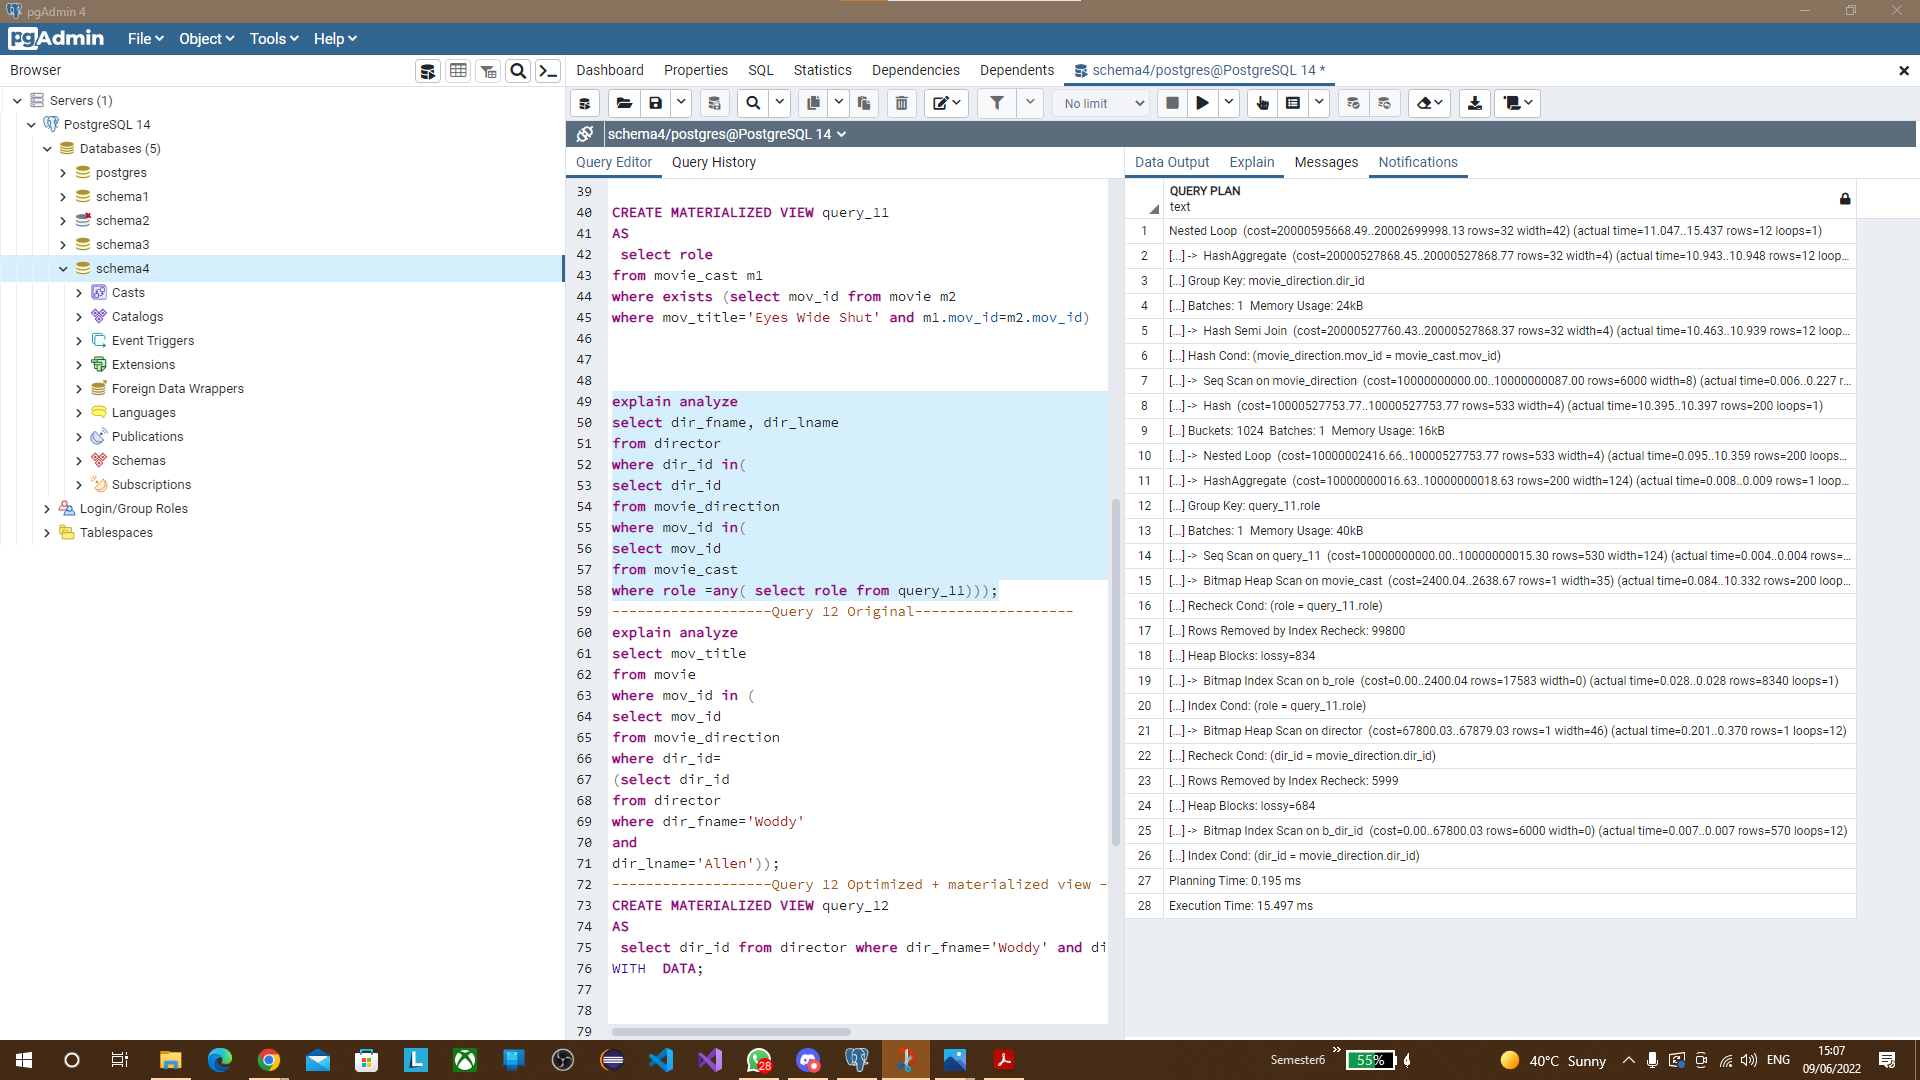 pgAdmin 4
pgAdmin File Object Tools Help
Browser
Dashboard Properties SQL Statistics Dependencies Dependents schema4/postgres@PostgreSQL 14 *
No limit
schema4/postgres@PostgreSQL 14
Servers (1)
PostgreSQL 14
Databases (5)
postgres
schema1
schema2
schema3
schema4
Casts
Catalogs
Event Triggers
Extensions
Foreign Data Wrappers
Languages
Publications
Schemas
Subscriptions
Login/Group Roles
Tablespaces
Query Editor Query History
39
40 CREATE MATERIALIZED VIEW query_11
41 AS
42 select role
43 from movie_cast m1
44 where exists (select mov_id from movie m2
45 where mov_title='Eyes Wide Shut' and m1.mov_id=m2.mov_id)
46
47
48
49 explain analyze
50 select dir_fname, dir_lname
51 from director
52 where dir_id in(
53 select dir_id
54 from movie_direction
55 where mov_id in(
56 select mov_id
57 from movie_cast
58 where role =any( select role from query_11)));
59 -------------------Query 12 Original-------------------
60 explain analyze
61 select mov_title
62 from movie
63 where mov_id in (
64 select mov_id
65 from movie_direction
66 where dir_id=
67 (select dir_id
68 from director
69 where dir_fname='Woddy'
70 and
71 dir_lname='Allen'));
72 -------------------Query 12 Optimized + materialized view -
73 CREATE MATERIALIZED VIEW query_12
74 AS
75 select dir_id from director where dir_fname='Woddy' and di
76 WITH DATA;
77
78
79
Data Output Explain Messages Notifications
QUERY PLAN
text
1 Nested Loop (cost=20000595668.49..20002699998.13 rows=32 width=42) (actual time=11.047..15.437 rows=12 loops=1)
2 [...] -> HashAggregate (cost=20000527868.45..20000527868.77 rows=32 width=4) (actual time=10.943..10.948 rows=12 loop...
3 [...] Group Key: movie_direction.dir_id
4 [...] Batches: 1 Memory Usage: 24kB
5 [...] -> Hash Semi Join (cost=20000527760.43..20000527868.37 rows=32 width=4) (actual time=10.463..10.939 rows=12 loop...
6 [...] Hash Cond: (movie_direction.mov_id = movie_cast.mov_id)
7 [...] -> Seq Scan on movie_direction (cost=10000000000.00..10000000087.00 rows=6000 width=8) (actual time=0.006..0.227 r...
8 [...] -> Hash (cost=10000527753.77..10000527753.77 rows=533 width=4) (actual time=10.395..10.397 rows=200 loops=1)
9 [...] Buckets: 1024 Batches: 1 Memory Usage: 16kB
10 [...] -> Nested Loop (cost=10000002416.66..10000527753.77 rows=533 width=4) (actual time=0.095..10.359 rows=200 loops...
11 [...] -> HashAggregate (cost=10000000016.63..10000000018.63 rows=200 width=124) (actual time=0.008..0.009 rows=1 loop...
12 [...] Group Key: query_11.role
13 [...] Batches: 1 Memory Usage: 40kB
14 [...] -> Seq Scan on query_11 (cost=10000000000.00..10000000015.30 rows=530 width=124) (actual time=0.004..0.004 rows=...
15 [...] -> Bitmap Heap Scan on movie_cast (cost=2400.04..2638.67 rows=1 width=35) (actual time=0.084..10.332 rows=200 loop...
16 [...] Recheck Cond: (role = query_11.role)
17 [...] Rows Removed by Index Recheck: 99800
18 [...] Heap Blocks: lossy=834
19 [...] -> Bitmap Index Scan on b_role (cost=0.00..2400.04 rows=17583 width=0) (actual time=0.028..0.028 rows=8340 loops=1)
20 [...] Index Cond: (role = query_11.role)
21 [...] -> Bitmap Heap Scan on director (cost=67800.03..67879.03 rows=1 width=46) (actual time=0.201..0.370 rows=1 loops=12)
22 [...] Recheck Cond: (dir_id = movie_direction.dir_id)
23 [...] Rows Removed by Index Recheck: 5999
24 [...] Heap Blocks: lossy=684
25 [...] -> Bitmap Index Scan on b_dir_id (cost=0.00..67800.03 rows=6000 width=0) (actual time=0.007..0.007 rows=570 loops=12)
26 [...] Index Cond: (dir_id = movie_direction.dir_id)
27 Planning Time: 0.195 ms
28 Execution Time: 15.497 ms
L 28 Semester6 » 55% 40°C Sunny ENG 15:07
09/06/2022